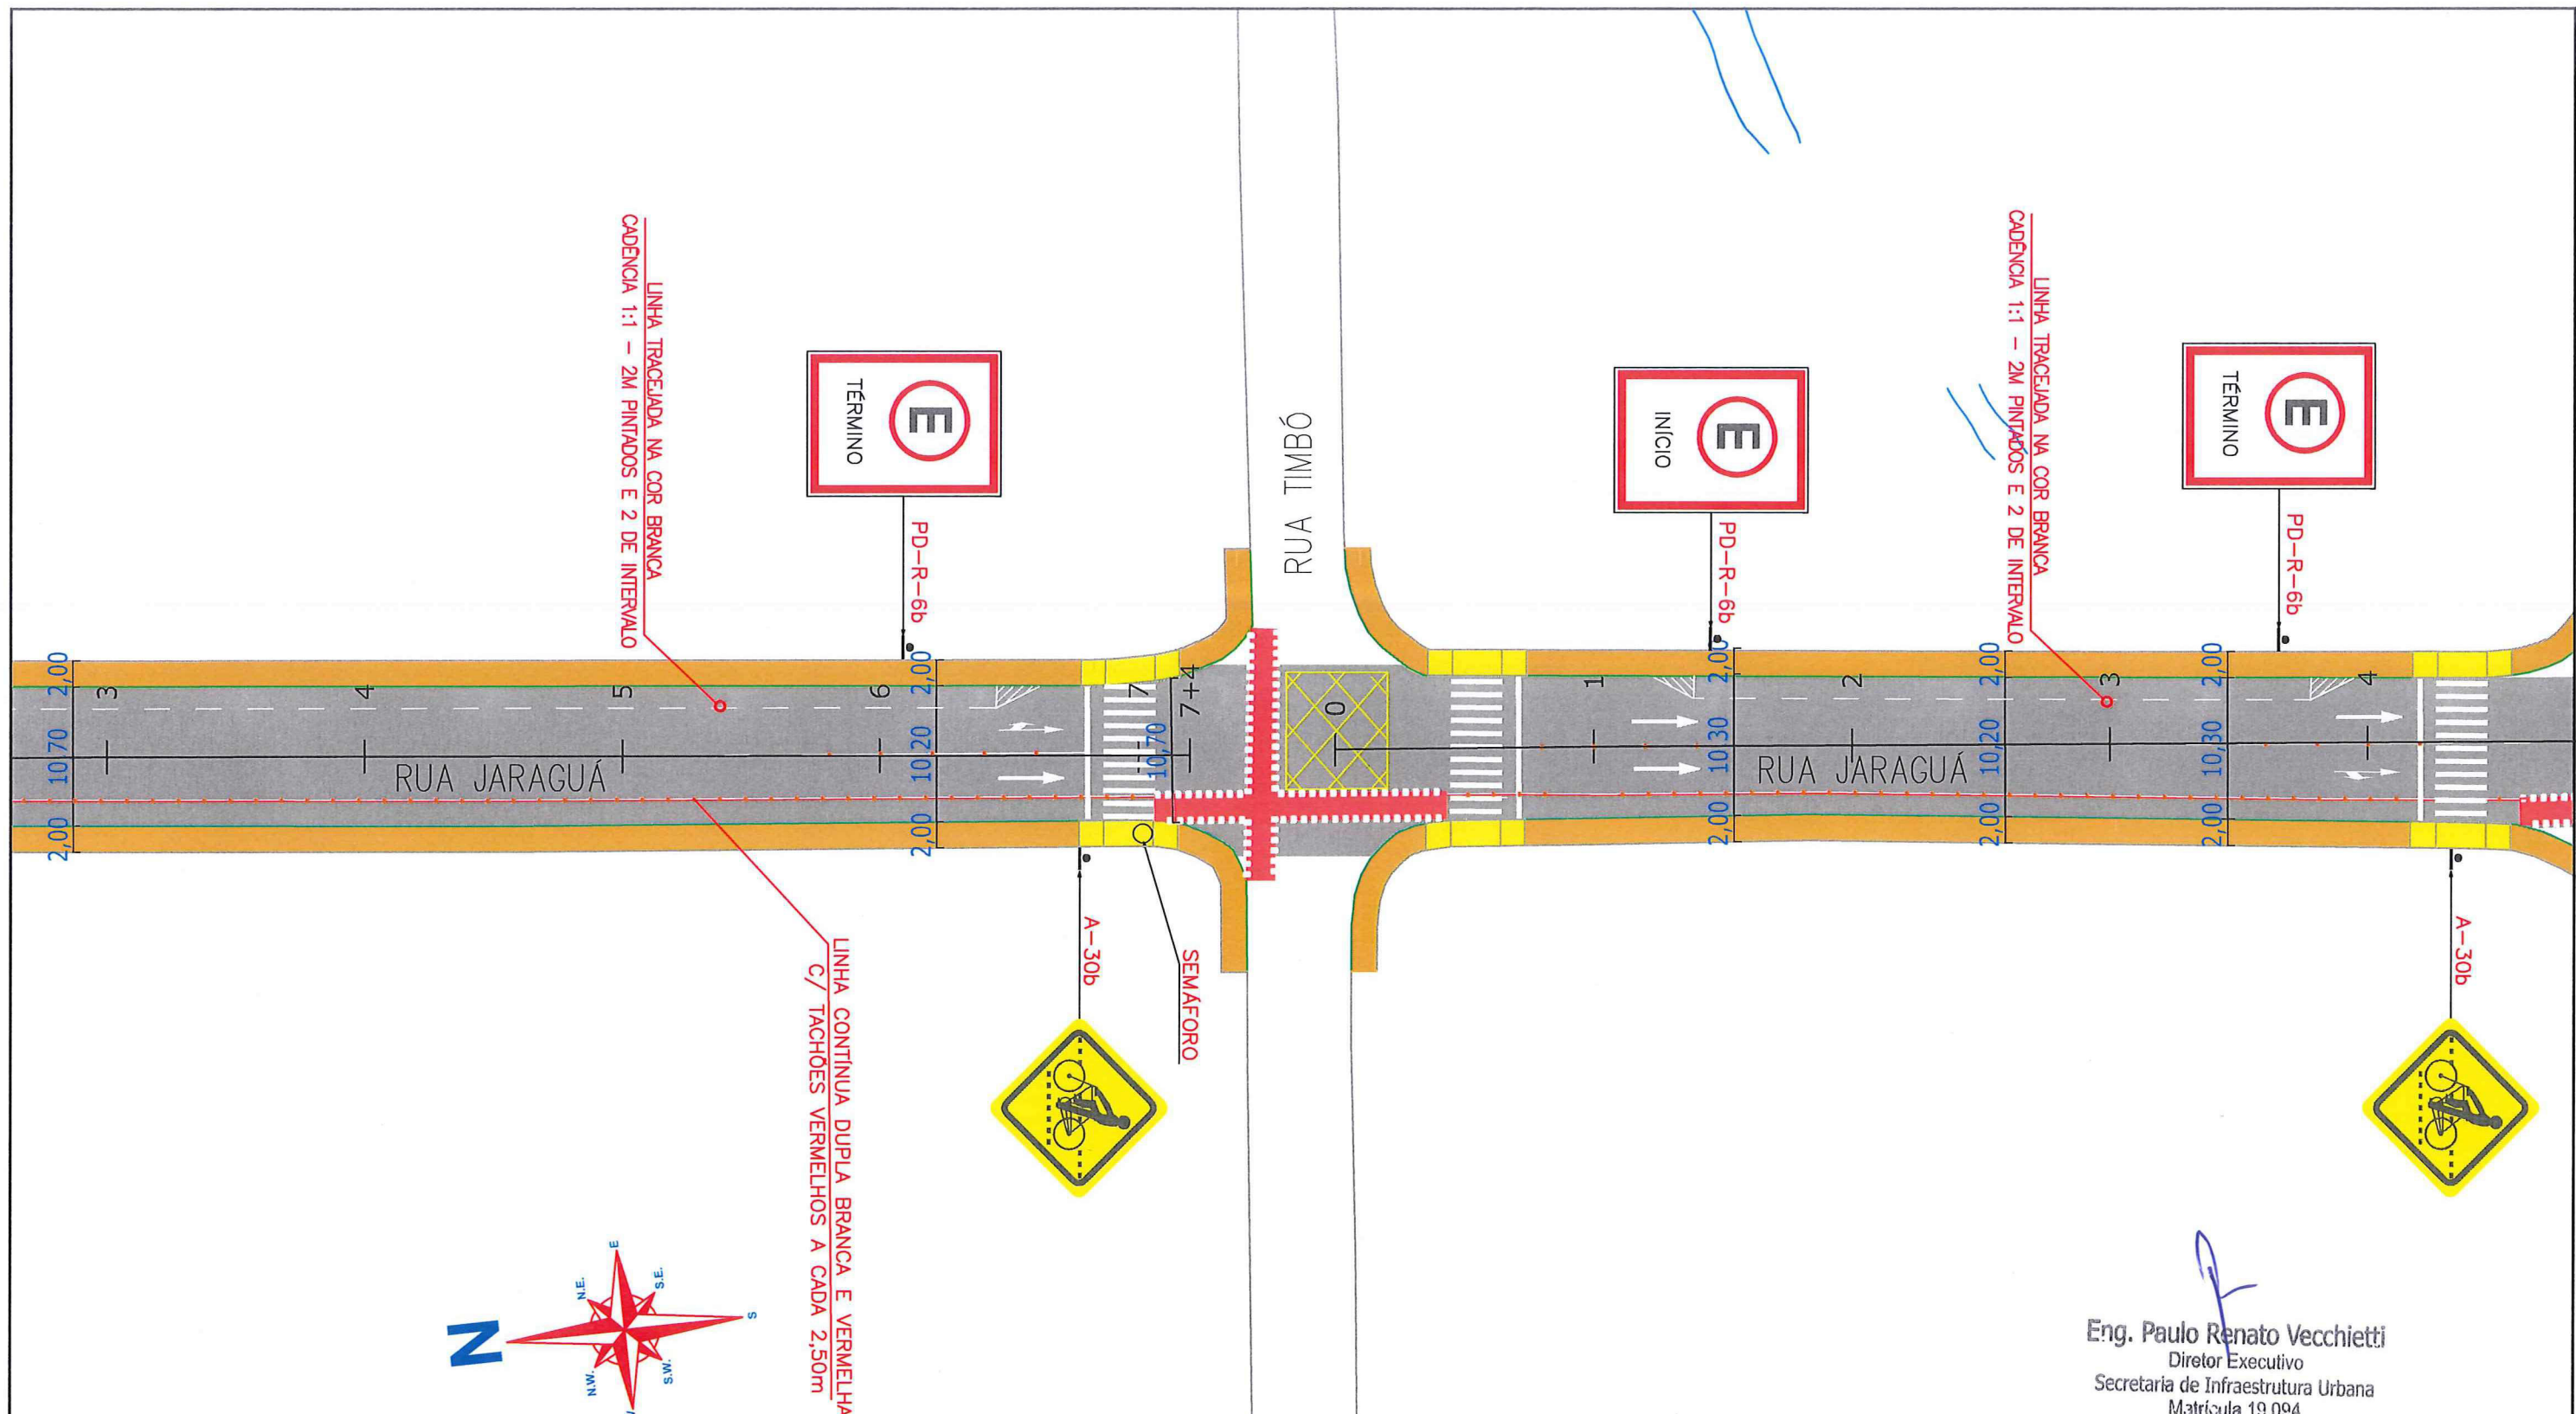 LINHA TRACEJADA NA COR BRANCA
CADÊNCIA 1:1 - 2M PINTADOS E 2 DE INTERVALO
E
TÉRMINO
PD-R-6b
RUA TIMBÓ
E
INÍCIO
PD-R-6b
LINHA TRACEJADA NA COR BRANCA
CADÊNCIA 1:1 - 2M PINTADOS E 2 DE INTERVALO
E
TÉRMINO
PD-R-6b
2,00
3
4
5
6
2,00
7
7+4
0
1
2,00
2
2,00
3
2,00
4
10,70
RUA JARAGUÁ
10,20
10,70
10,30
RUA JARAGUÁ
10,20
10,30
2,00
2,00
2,00
2,00
2,00
A-30b
SEMÁFORO
A-30b
LINHA CONTÍNUA DUPLA BRANCA E VERMELHA
C/ TACHÕES VERMELHOS A CADA 2,50m
N
E
N.E.
S.E.
S
S.W.
N.W.
Eng. Paulo Renato Vecchietti
Diretor Executivo
Secretaria de Infraestrutura Urbana
Matrícula 19.094